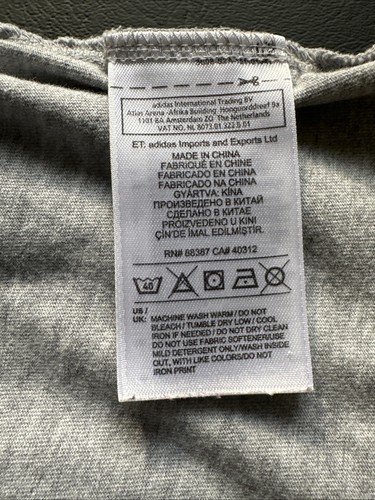 adidas International Trading BV
Atlas Arena - Afrika Building Hoogoorddreef 9a
1101 BA Amsterdam ZO The Netherlands
VAT NO. NL 8073.01.322.B.01
ET: adidas Imports and Exports Ltd
MADE IN CHINA
FABRIQUÉ EN CHINE
FABRICADO EN CHINA
FABRICADO NA CHINA
GYÁRTVA: KÍNA
ПРОИЗВЕДЕНО В КИТАЙ
СДЕЛАНО В КИТАЕ
PROIZVEDENO U KINI
ÇİN'DE İMAL EDİLMİŞTİR.
RN# 88387 CA# 40312
40
US /
UK: MACHINE WASH WARM / DO NOT
BLEACH / TUMBLE DRY LOW / COOL
IRON IF NEEDED / DO NOT DRY CLEAN
DO NOT USE FABRIC SOFTENER/USE
MILD DETERGENT ONLY/WASH INSIDE
OUT, WITH LIKE COLORS/DO NOT
IRON PRINT